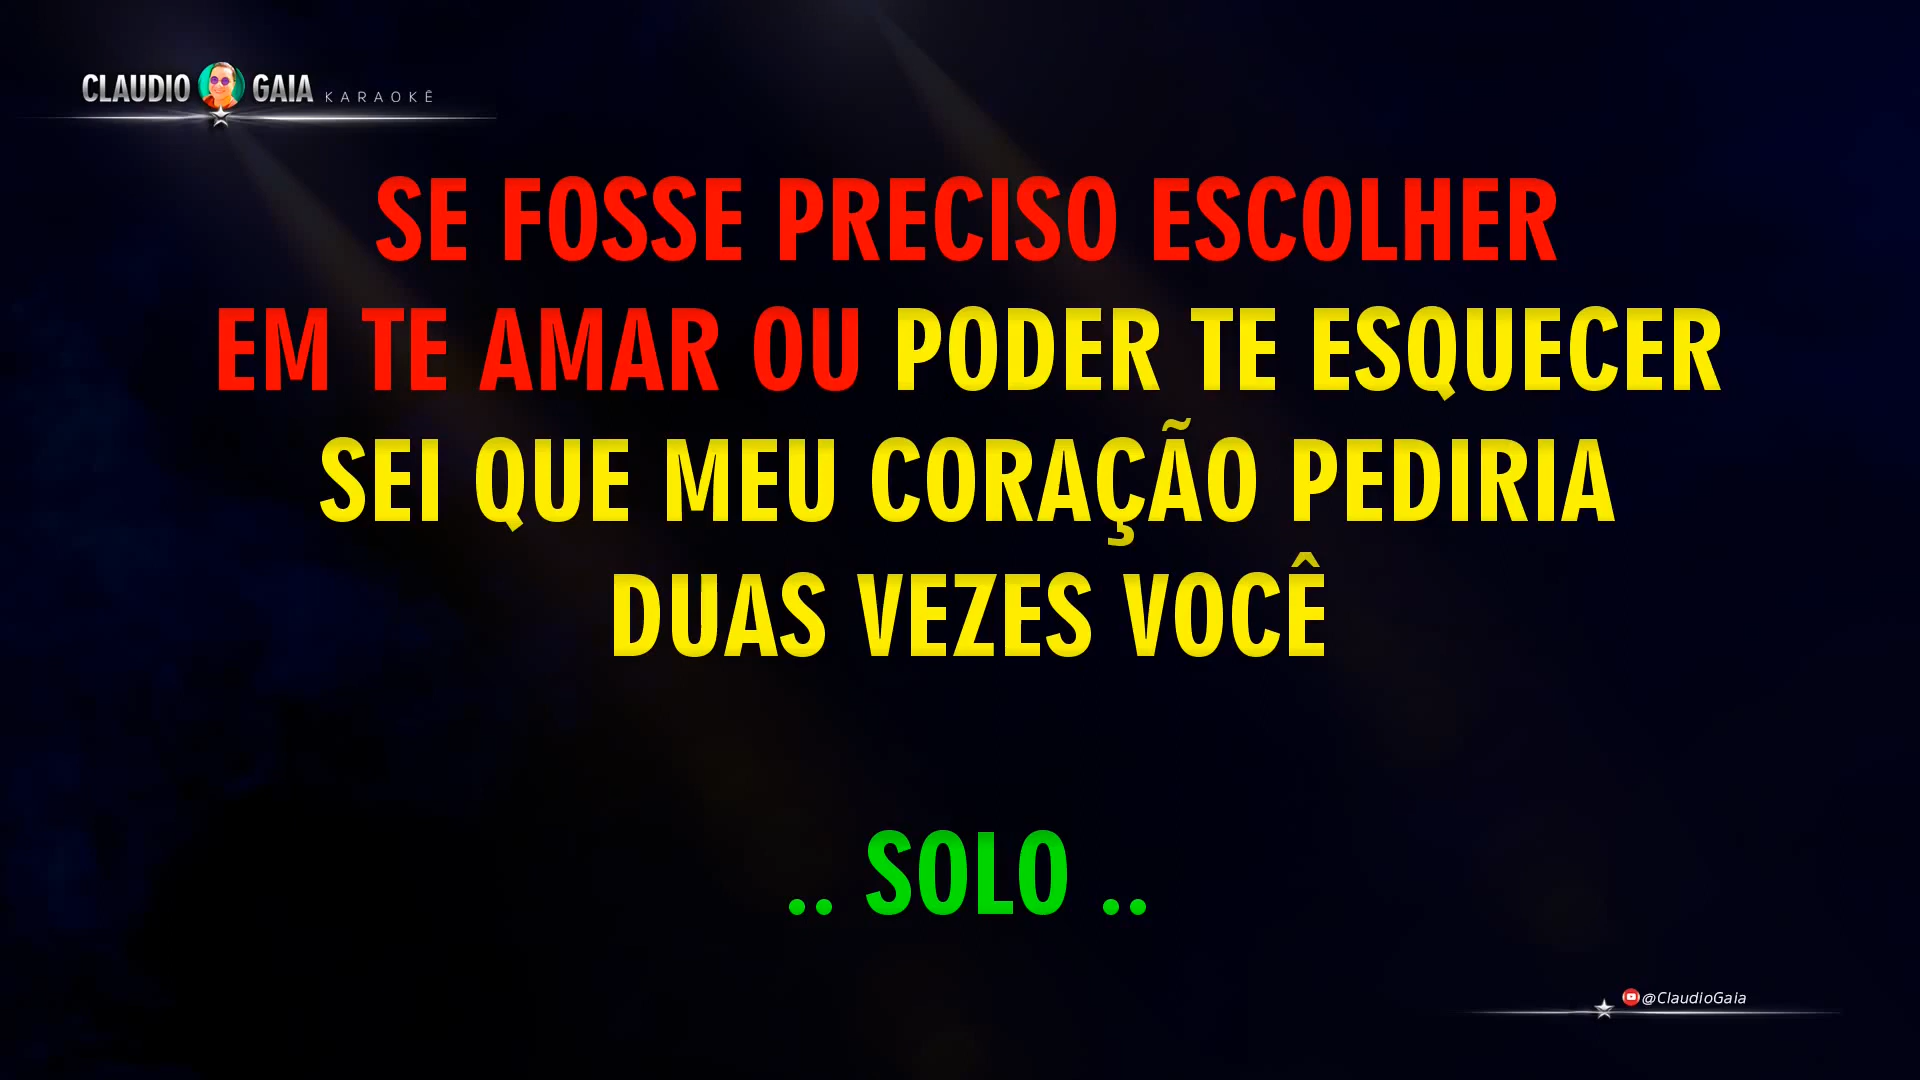 CLAUDIO GAIA KARAOKÊ
SE FOSSE PRECISO ESCOLHER
EM TE AMAR OU PODER TE ESQUECER
SEI QUE MEU CORAÇÃO PEDIRIA
DUAS VEZES VOCÊ
.. SOLO ..
@ClaudioGaia